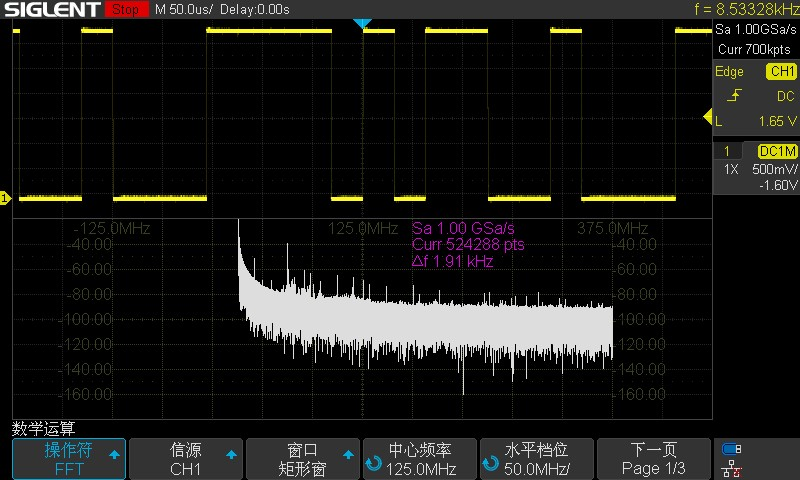 SIGLENT Stop M 50.0us/ Delay:0.00s f = 8.53328kHz
Sa 1.00GSa/s
Curr 700kpts
Edge CH1
DC
L 1.65 V
1 DC1M
1X 500mV/
-1.60V
1
-125.0MHz 125.0MHz 375.0MHz
Sa 1.00 GSa/s
Curr 524288 pts
Δf 1.91 kHz
-40.00 -40.00
-60.00 -60.00
-80.00 -80.00
-100.00 -100.00
-120.00 -120.00
-140.00 -140.00
-160.00 -160.00
数学运算
操作符 信源 窗口 中心频率 水平档位 下一页
FFT CH1 矩形窗 125.0MHz 50.0MHz/ Page 1/3